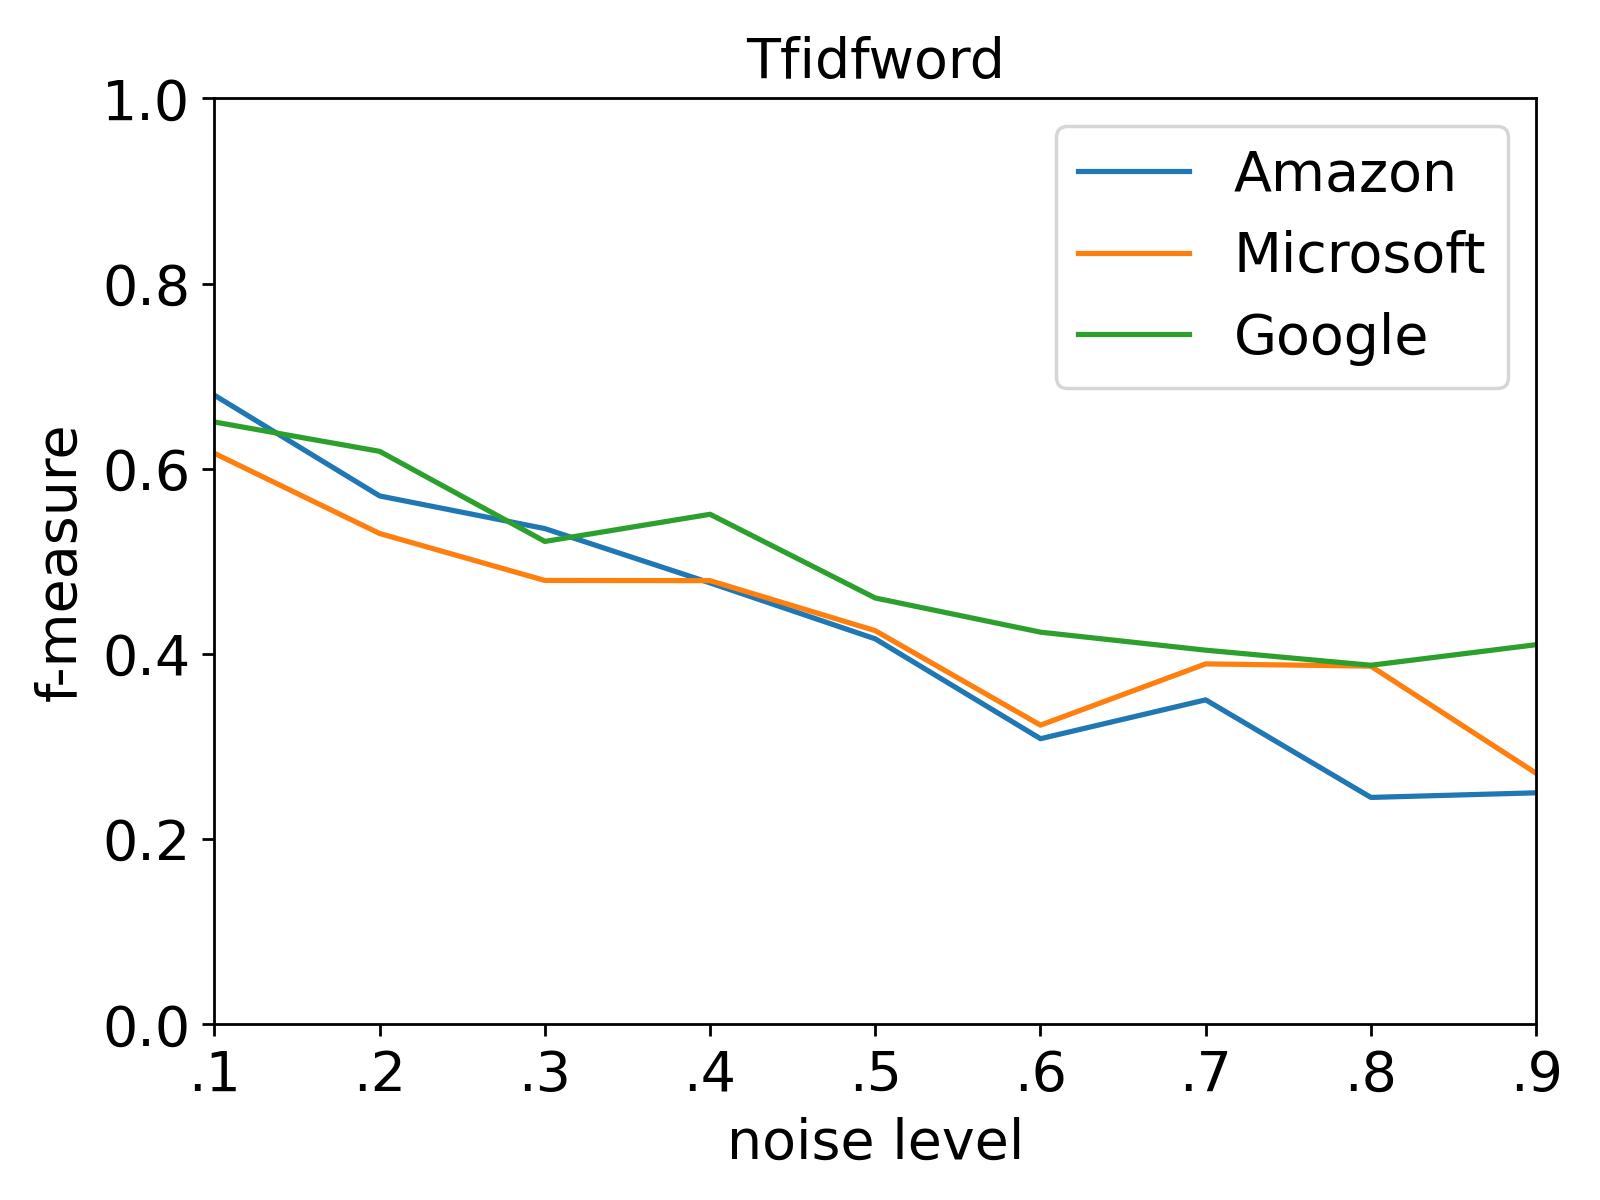 Tfidfword
1.0
0.8
0.6
0.4
0.2
0.0
f-measure
Amazon
Microsoft
Google
.1 .2 .3 .4 .5 .6 .7 .8 .9
noise level